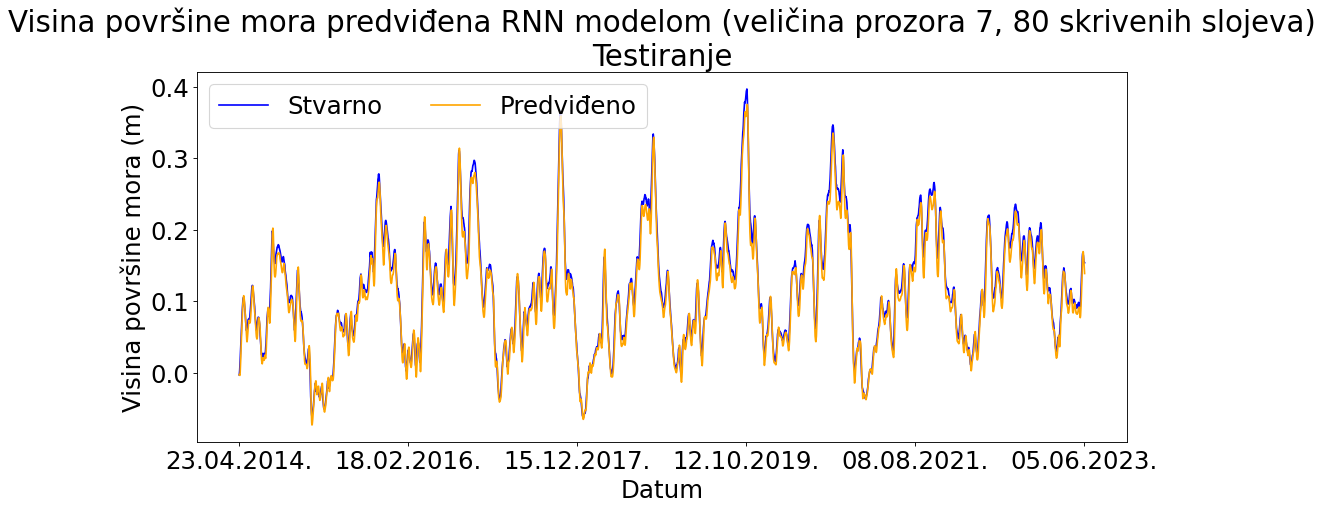 Visina površine mora predviđena RNN modelom (veličina prozora 7, 80 skrivenih slojeva)
Testiranje
Stvarno
Predviđeno
Visina površine mora (m)
0.4
0.3
0.2
0.1
0.0
23.04.2014.
18.02.2016.
15.12.2017.
12.10.2019.
08.08.2021.
05.06.2023.
Datum